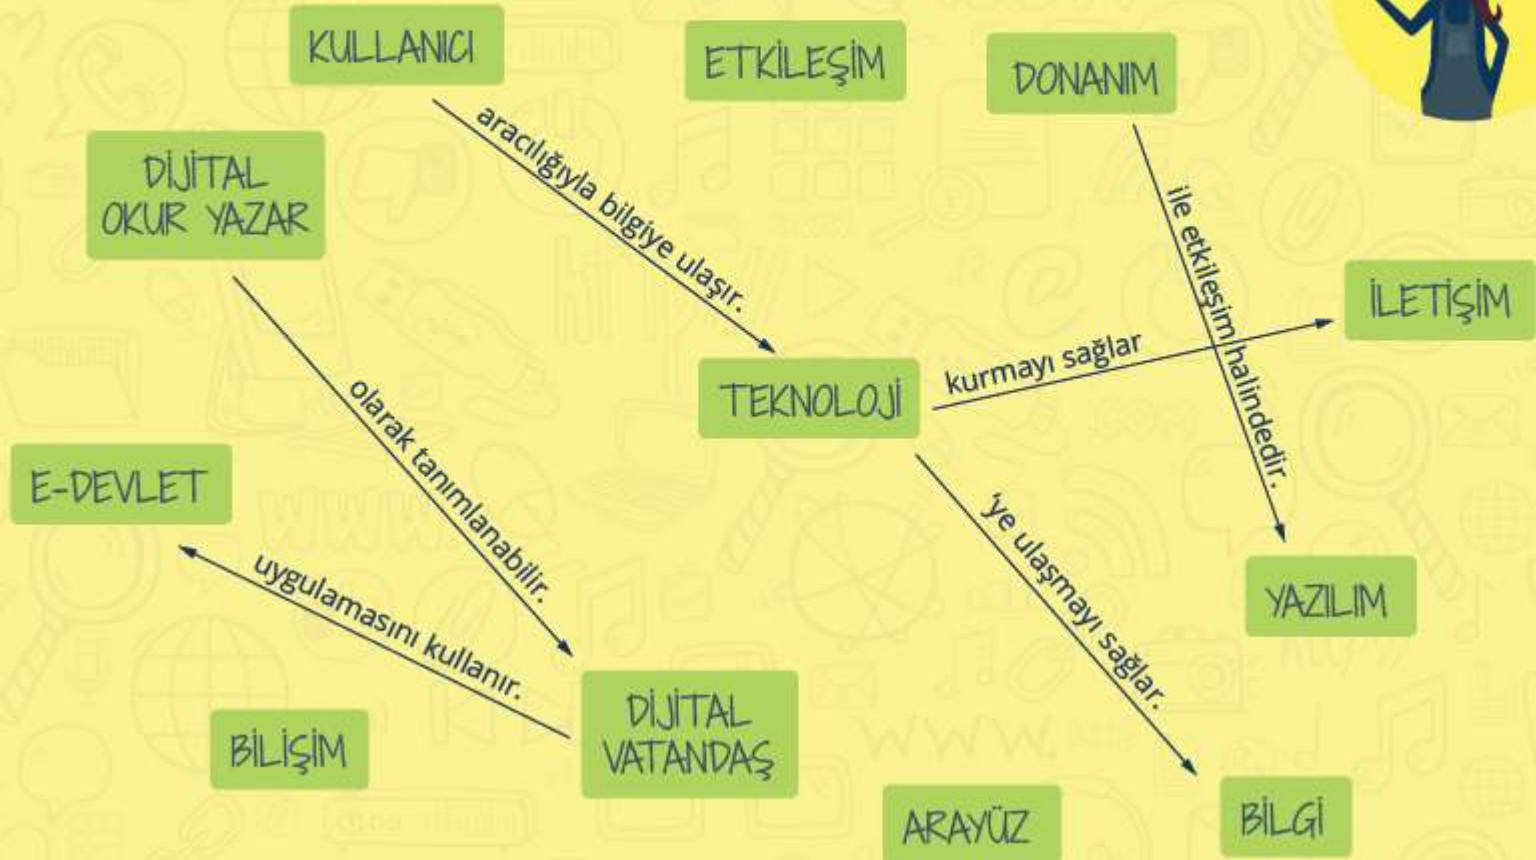 KULLANICI
ETKİLEŞİM
DONANIM
aracılığıyla bilgiye ulaşır.
DİJİTAL
OKUR YAZAR
ile etkileşim halindedir.
İLETİŞİM
kurmayı sağlar
TEKNOLOJİ
olarak tanımlanabilir.
E-DEVLET
'ye ulaşmayı sağlar.
uygulamasını kullanır.
YAZILIM
DİJİTAL
VATANDAŞ
BİLİŞİM
ARAYÜZ
BİLGİ